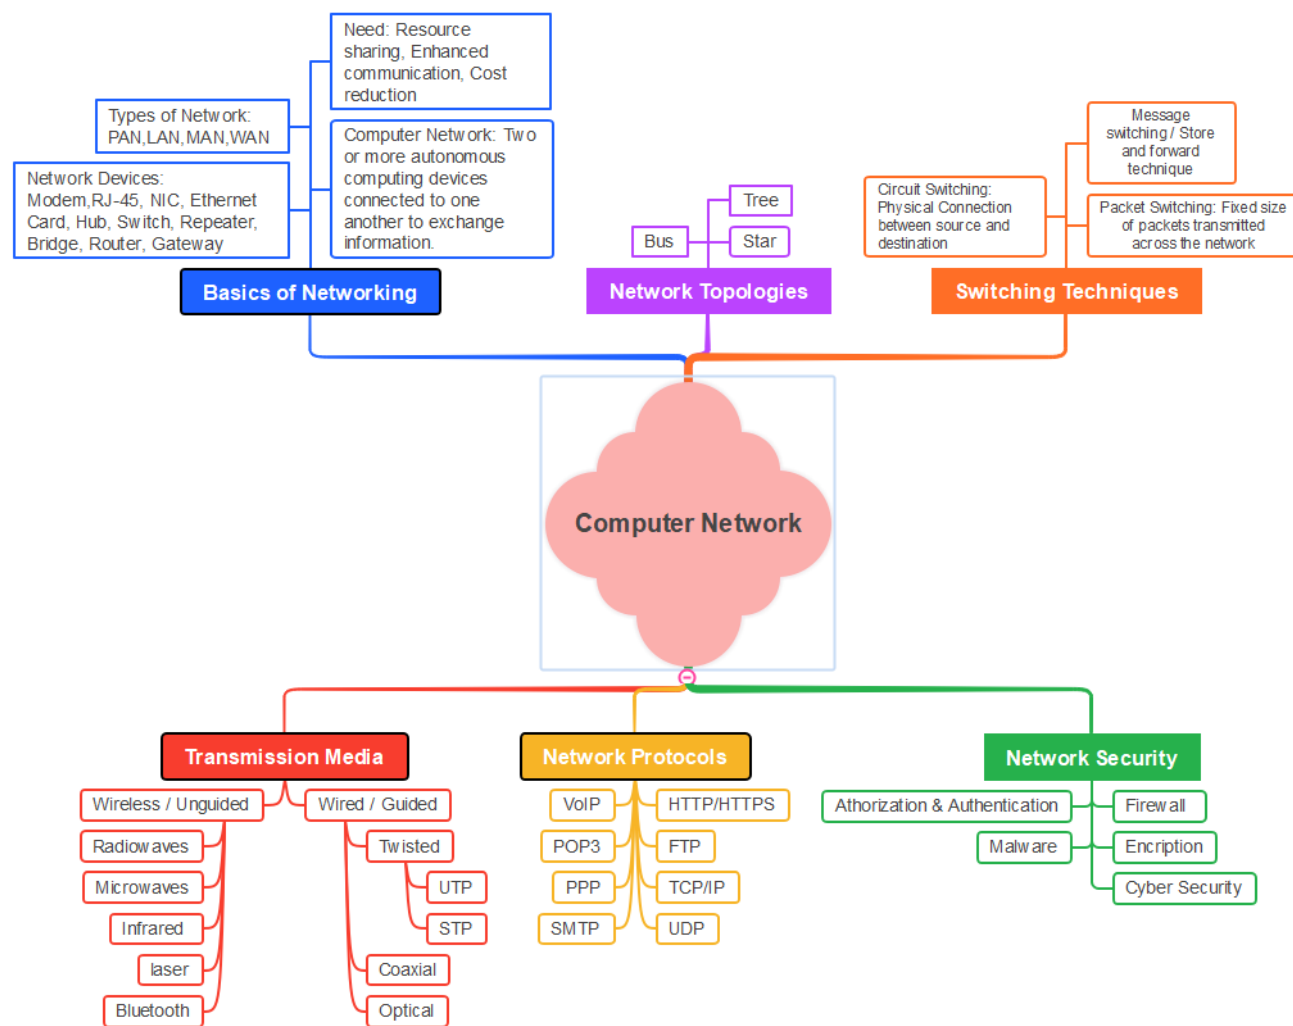 Need: Resource
sharing, Enhanced
communication, Cost
reduction
Types of Network:
PAN,LAN,MAN,WAN
Computer Network: Two
or more autonomous
computing devices
connected to one
another to exchange
information.
Network Devices:
Modem,RJ-45, NIC, Ethernet
Card, Hub, Switch, Repeater,
Bridge, Router, Gateway
Basics of Networking
Tree
Bus
Star
Network Topologies
Message
switching / Store
and forward
technique
Circuit Switching:
Physical Connection
between source and
destination
Packet Switching: Fixed size
of packets transmitted
across the network
Switching Techniques
Computer Network
Transmission Media
Wireless / Unguided
Radiowaves
Microwaves
Infrared
laser
Bluetooth
Wired / Guided
Twisted
UTP
STP
Coaxial
Optical
Network Protocols
VoIP
POP3
PPP
SMTP
HTTP/HTTPS
FTP
TCP/IP
UDP
Network Security
Athorization & Authentication
Malware
Firewall
Encription
Cyber Security